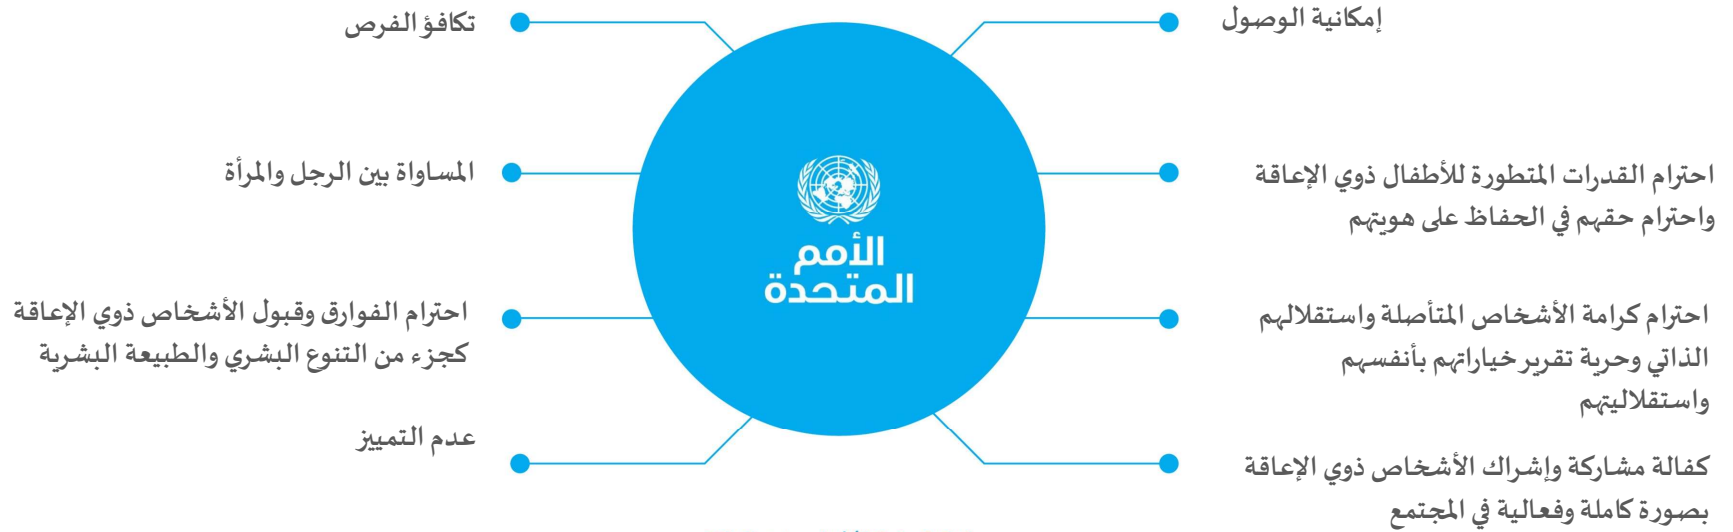 إمكانية الوصول
احترام القدرات المتطورة للأطفال ذوي الإعاقة
واحترام حقهم في الحفاظ على هويتهم
احترام كرامة الأشخاص المتأصلة واستقلالهم
الذاتي وحرية تقرير خياراتهم بأنفسهم
واستقلاليتهم
كفالة مشاركة وإشراك الأشخاص ذوي الإعاقة
بصورة كاملة وفعالية في المجتمع
الأمم
المتحدة
تكافؤ الفرص
المساواة بين الرجل والمرأة
احترام الفوارق وقبول الأشخاص ذوي الإعاقة
كجزء من التنوع البشري والطبيعة البشرية
عدم التمييز